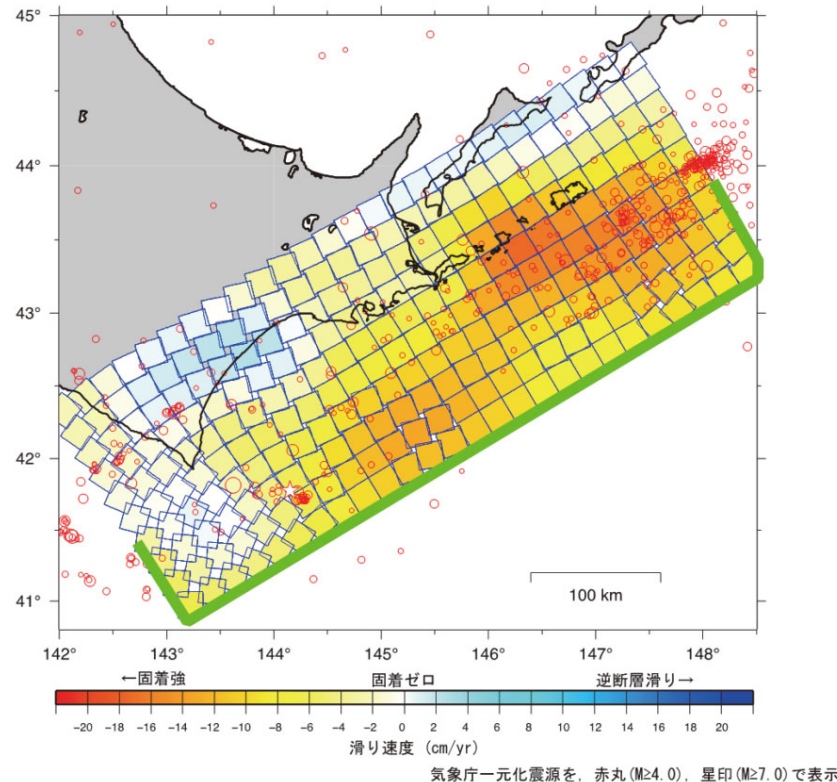 45°
44°
43°
42°
41°
100 km
142° 143° 144° 145° 146° 147° 148°
←固着強 固着ゼロ 逆断層滑り→
-20 -18 -16 -14 -12 -10 -8 -6 -4 -2 0 2 4 6 8 10 12 14 16 18 20
滑り速度 (cm/yr)
気象庁一元化震源を, 赤丸(M≥4.0), 星印(M≥7.0)で表示